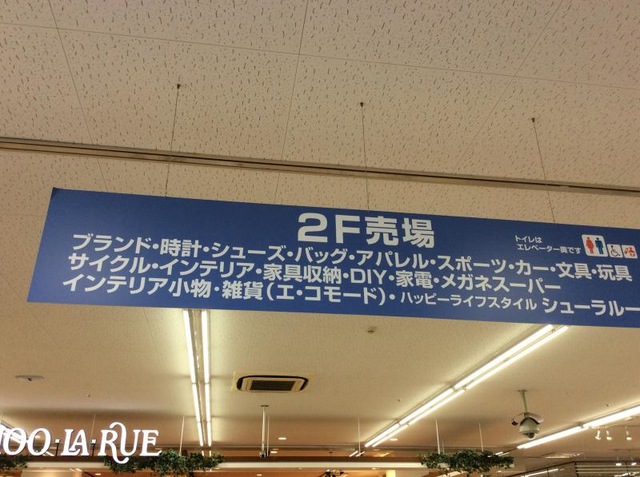 2F売場
トイレは
エレベーター裏です
ブランド・時計・シューズ・バッグ・アパレル・スポーツ・カー・文具・玩具
サイクル・インテリア・家具収納・DIY・家電・メガネスーパー
インテリア小物・雑貨(エ・コモード)・ハッピーライフスタイル シューラルー
OO・LA・RUE